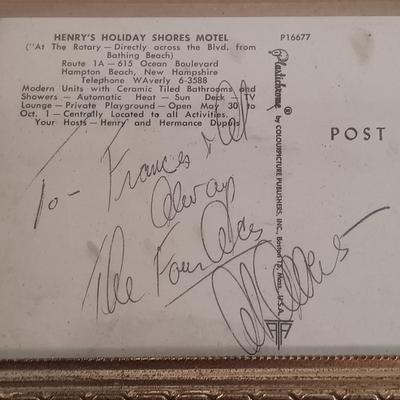 HENRY'S HOLIDAY SHORES MOTEL
("At The Rotary — Directly across the Blvd. from
Bathing Beach)
Route 1A — 615 Ocean Boulevard
Hampton Beach, New Hampshire
Telephone WAverly 6-3588
Modern Units with Ceramic Tiled Bathrooms and
Showers — Automatic Heat — Sun Deck — TV
Lounge — Private Playground — Open May 30 to
Oct. 1 — Centrally Located to all Activities.
Your Hosts — Henry and Hermance Dupuis
P16677
Plastichrome®
by COLOURPICTURE PUBLISHERS, INC., Boston 15, Mass. U.S.A.
POST
To - Frances
Always
The Four